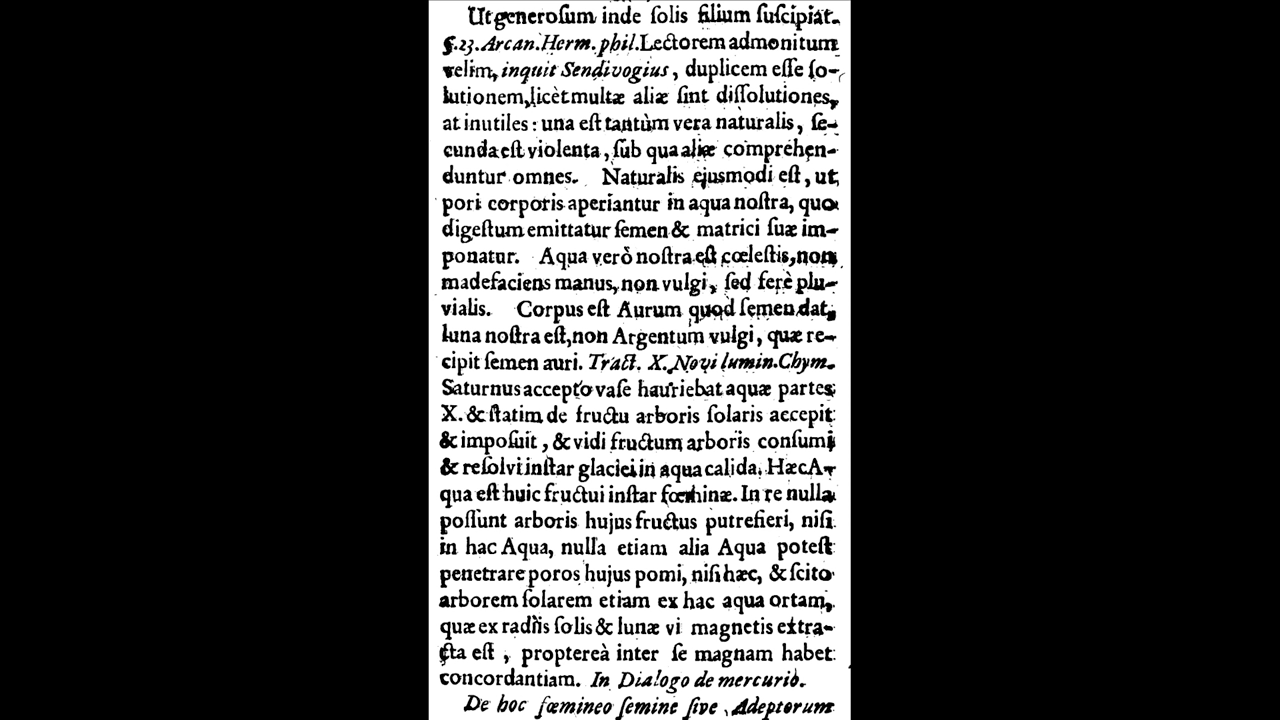 Ut generosum inde solis filium suscipiat.
§.23. Arcan. Herm. phil. Lectorem admonitum
velim, inquit Sendivogius, duplicem esse so-
lutionem, licèt multæ aliæ sint dissolutiones,
at inutiles: una est tantùm vera naturalis, se-
cunda est violenta, sub qua aliæ comprehen-
duntur omnes. Naturalis ejusmodi est, ut
pori corporis aperiantur in aqua nostra, quo
digestum emittatur semen & matrici suæ im-
ponatur. Aqua verò nostra est cœlestis, non
madefaciens manus, non vulgi, sed ferè plu-
vialis. Corpus est Aurum quod semen dat,
luna nostra est, non Argentum vulgi, quæ re-
cipit semen auri. Tract. X. Novi lumin. Chym.
Saturnus accepto vase hauriebat aquæ partes
X. & statim de fructu arboris solaris accepit
& imposuit, & vidi fructum arboris consumi
& resolvi instar glaciei in aqua calida. Hæc A-
qua est huic fructui instar fœminæ. In re nulla
possunt arboris hujus fructus putrefieri, nisi
in hac Aqua, nulla etiam alia Aqua potest
penetrare poros hujus pomi, nisi hæc, & scito
arborem solarem etiam ex hac aqua ortam,
quæ ex radiis solis & lunæ vi magnetis extra-
cta est, proptereà inter se magnam habet
concordantiam. In Dialogo de mercurio.
De hoc fœmineo semine sive Adeptorum